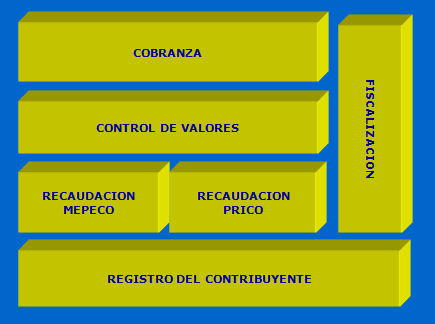 COBRANZA
CONTROL DE VALORES
RECAUDACION
MEPECO
RECAUDACION
PRICO
FISCALIZACION
REGISTRO DEL CONTRIBUYENTE